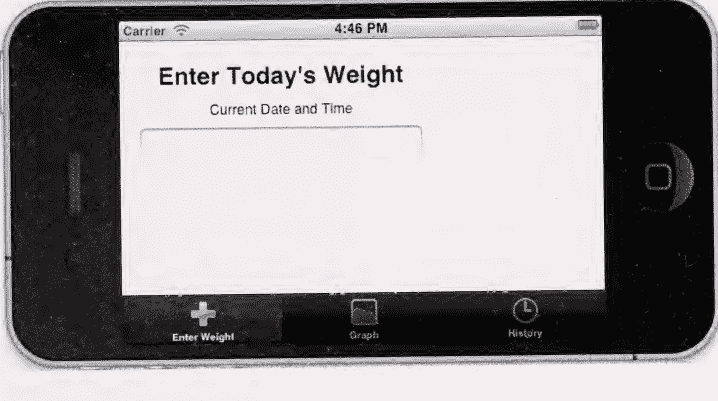 Carrier 4:46 PM
Enter Today's Weight
Current Date and Time
Enter Weight Graph History